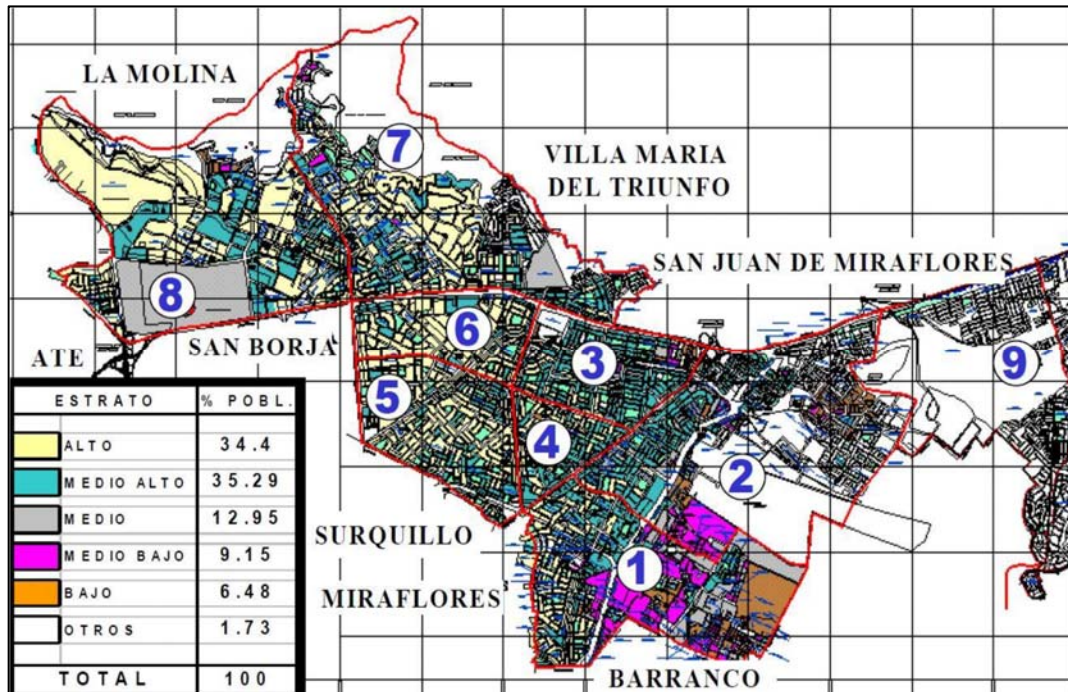 LA MOLINA
7
VILLA MARIA
DEL TRIUNFO
SAN JUAN DE MIRAFLORES
8
SAN BORJA
ATE
6
3
9
5
4
2
SURQUILLO
1
MIRAFLORES
BARRANCO
ESTRATO % POBL.
ALTO 34.4
MEDIO ALTO 35.29
MEDIO 12.95
MEDIO BAJO 9.15
BAJO 6.48
OTROS 1.73
TOTAL 100